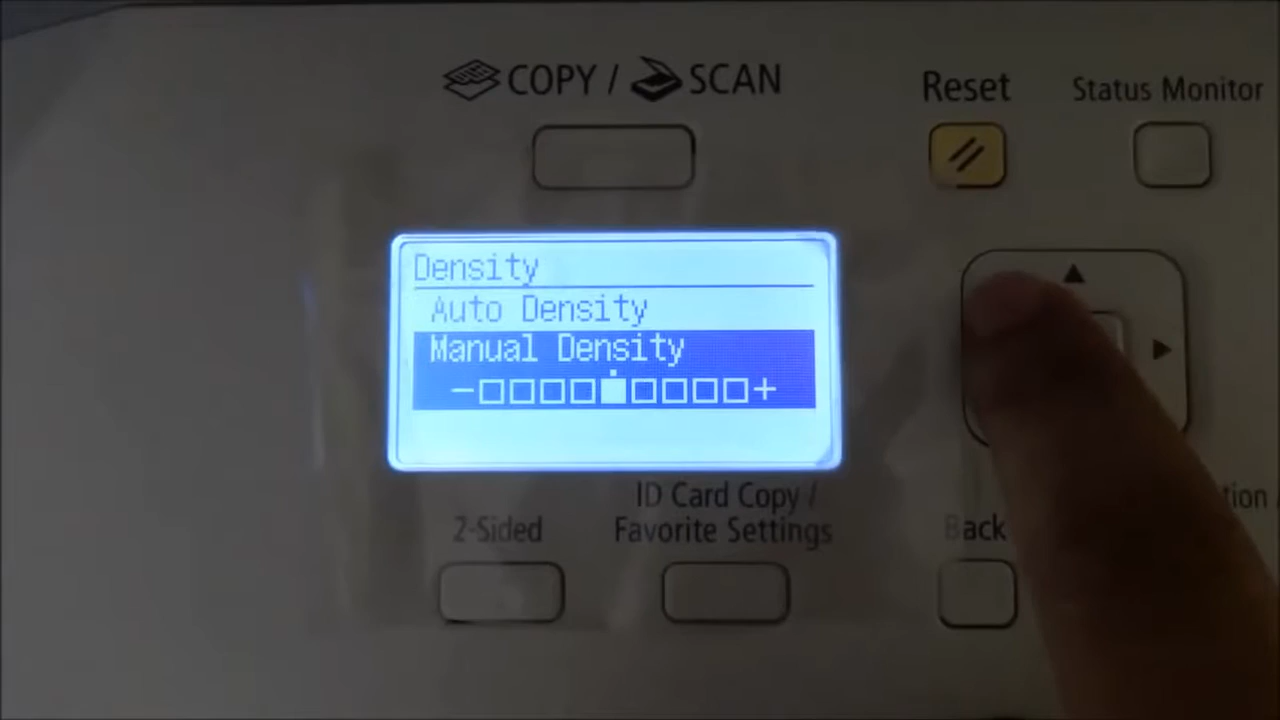 COPY / SCAN
Reset
Status Monitor
Density
Auto Density
Manual Density
- +
2-Sided
ID Card Copy /
Favorite Settings
Back